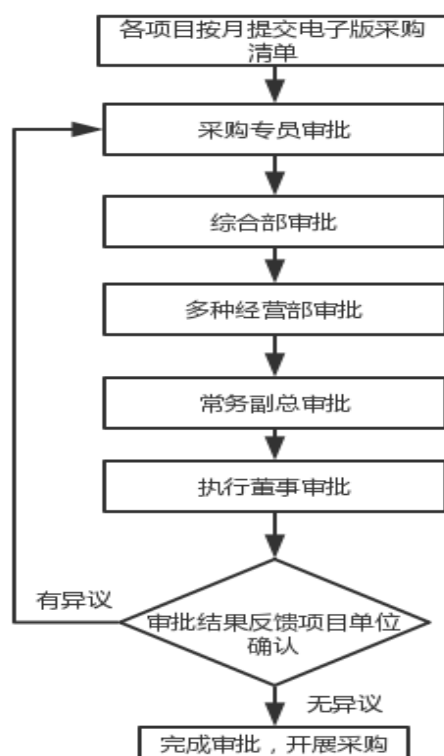 各项目按月提交电子版采购
清单
采购专员审批
综合部审批
多种经营部审批
常务副总审批
执行董事审批
有异议
审批结果反馈项目单位
确认
无异议
完成审批，开展采购